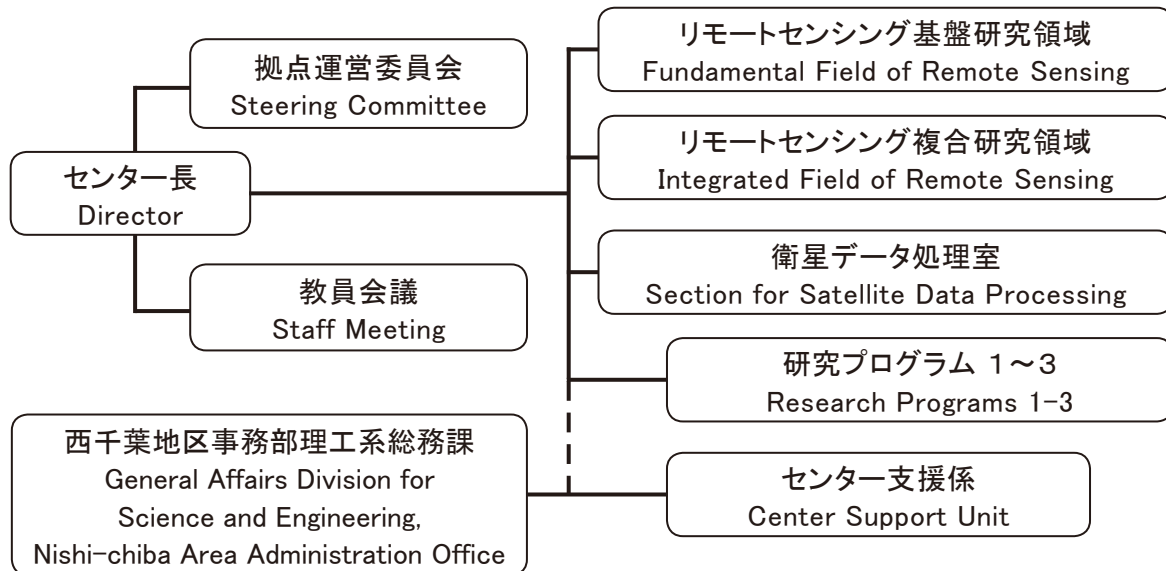 拠点運営委員会
Steering Committee
センター長
Director
教員会議
Staff Meeting
西千葉地区事務部理工系総務課
General Affairs Division for
Science and Engineering,
Nishi-chiba Area Administration Office
リモートセンシング基盤研究領域
Fundamental Field of Remote Sensing
リモートセンシング複合研究領域
Integrated Field of Remote Sensing
衛星データ処理室
Section for Satellite Data Processing
研究プログラム １～３
Research Programs 1-3
センター支援係
Center Support Unit